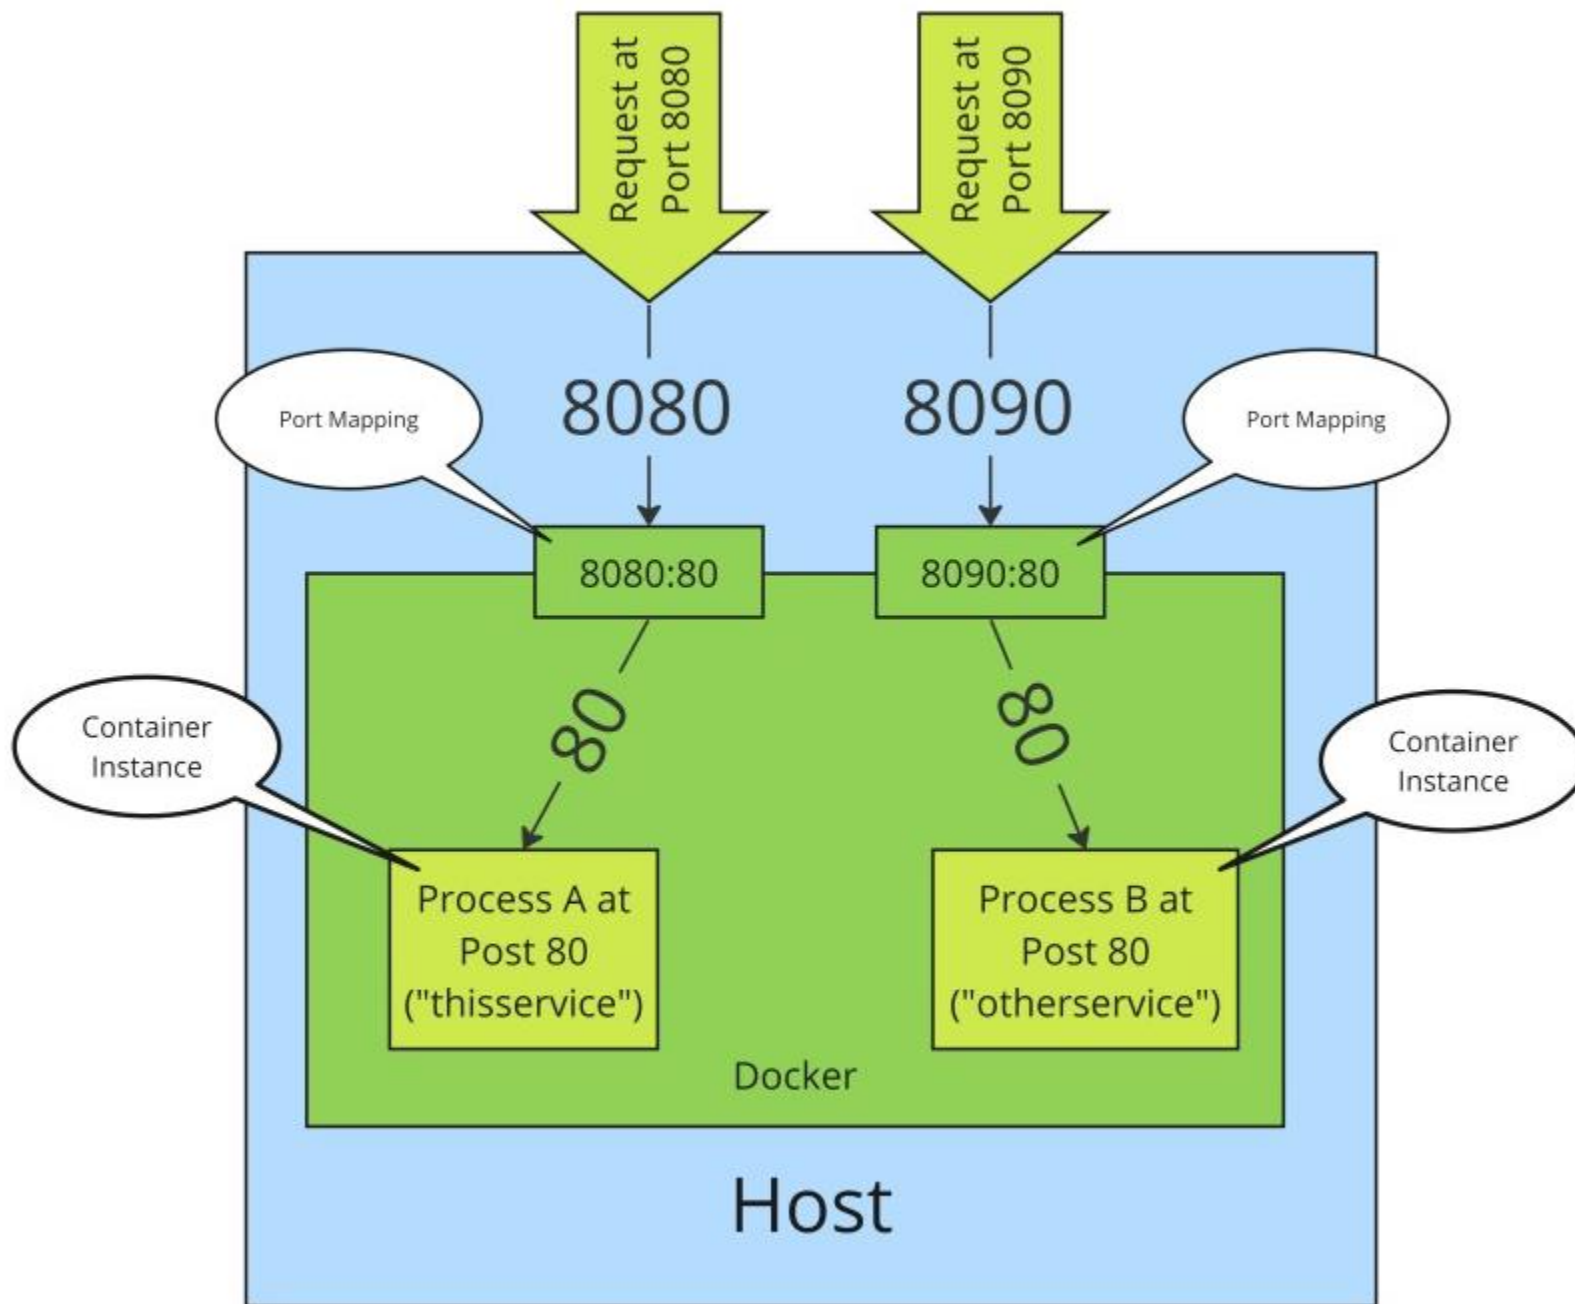 Request at
Port 8080
Request at
Port 8090
8080
8090
Port Mapping
Port Mapping
8080:80
8090:80
80
80
Container
Instance
Container
Instance
Process A at
Post 80
("thisservice")
Process B at
Post 80
("otherservice")
Docker
Host